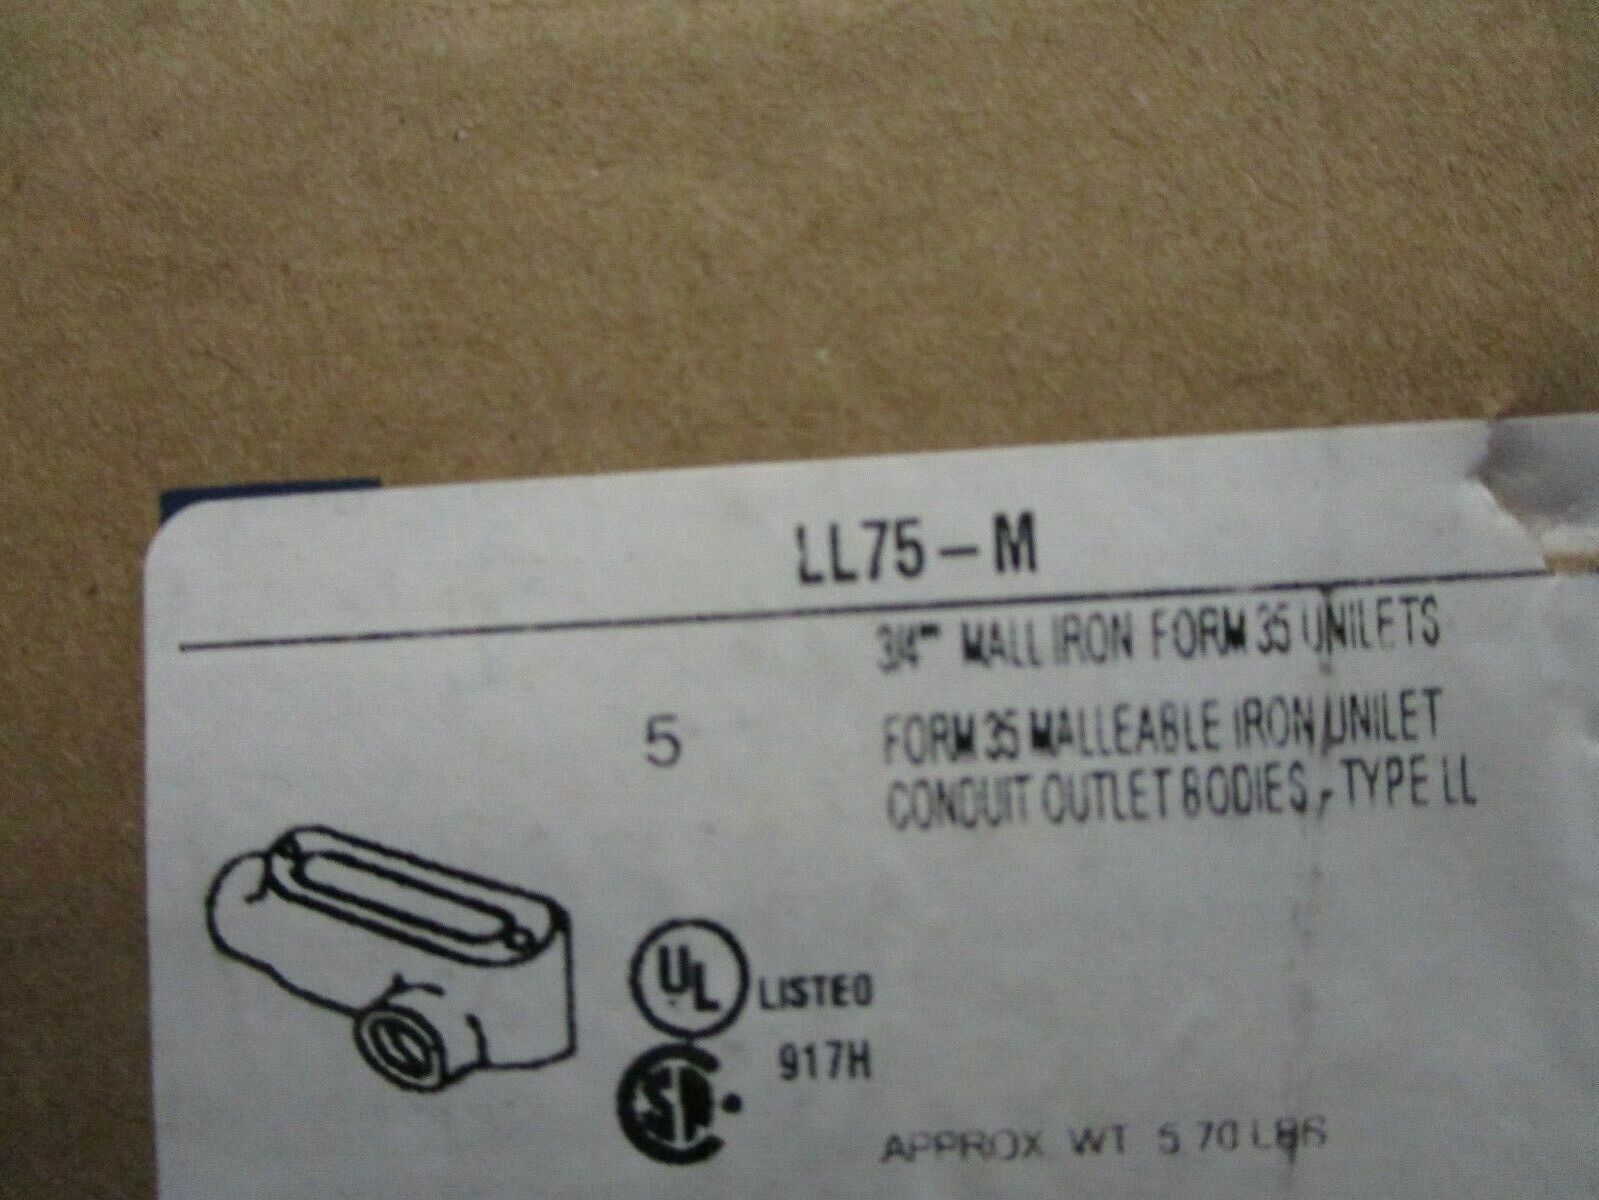 LL75-M
3/4" MALL IRON FORM 35 UNILETS
5
FORM 35 MALLEABLE IRON UNILET
CONDUIT OUTLET BODIES - TYPE LL
UL LISTED
917H
APPROX WT 5.70 LBS